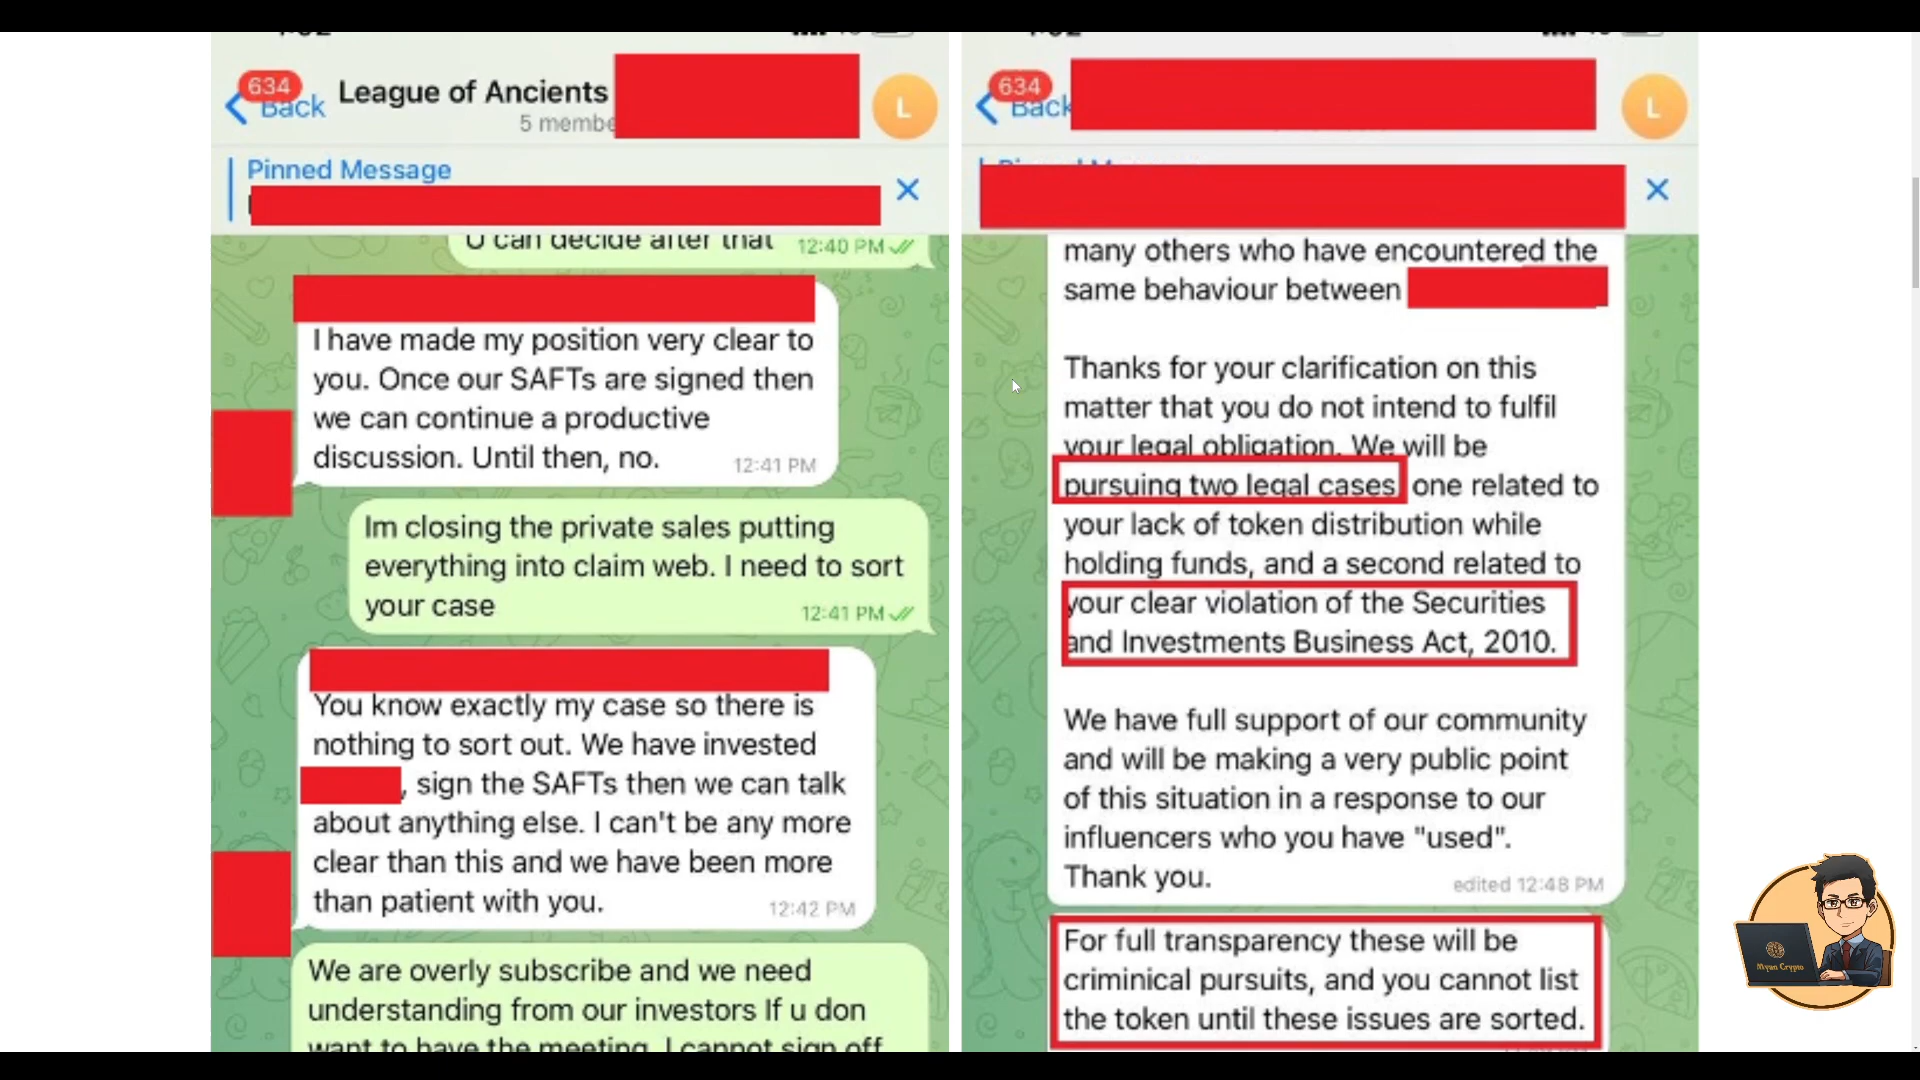 634
Back
League of Ancients
5 membe
L
Pinned Message
U can decide after that 12:40 PM
I have made my position very clear to
you. Once our SAFTs are signed then
we can continue a productive
discussion. Until then, no. 12:41 PM
Im closing the private sales putting
everything into claim web. I need to sort
your case 12:41 PM
You know exactly my case so there is
nothing to sort out. We have invested
, sign the SAFTs then we can talk
about anything else. I can't be any more
clear than this and we have been more
than patient with you. 12:42 PM
We are overly subscribe and we need
understanding from our investors If u don
want to have the meeting. I cannot sign off
634
Back
L
many others who have encountered the
same behaviour between
Thanks for your clarification on this
matter that you do not intend to fulfil
your legal obligation. We will be
pursuing two legal cases, one related to
your lack of token distribution while
holding funds, and a second related to
your clear violation of the Securities
and Investments Business Act, 2010.
We have full support of our community
and will be making a very public point
of this situation in a response to our
influencers who you have "used".
Thank you. edited 12:48 PM
For full transparency these will be
criminical pursuits, and you cannot list
the token until these issues are sorted.
Myan Crypto